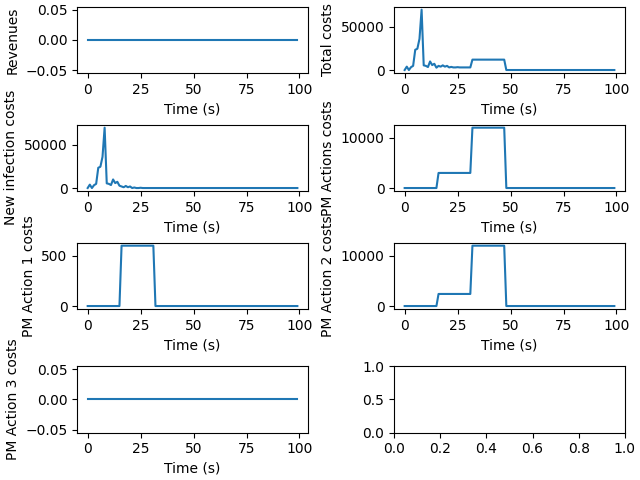 Revenues
0.05
0.00
−0.05
0 25 50 75 100
Time (s)
Total costs
50000
0
0 25 50 75 100
Time (s)
New infection costs
50000
0
0 25 50 75 100
Time (s)
PM Actions costs
10000
0
0 25 50 75 100
Time (s)
PM Action 1 costs
500
0
0 25 50 75 100
Time (s)
PM Action 2 costs
10000
0
0 25 50 75 100
Time (s)
PM Action 3 costs
0.05
0.00
−0.05
0 25 50 75 100
Time (s)
1.0
0.5
0.0
0.0 0.2 0.4 0.6 0.8 1.0